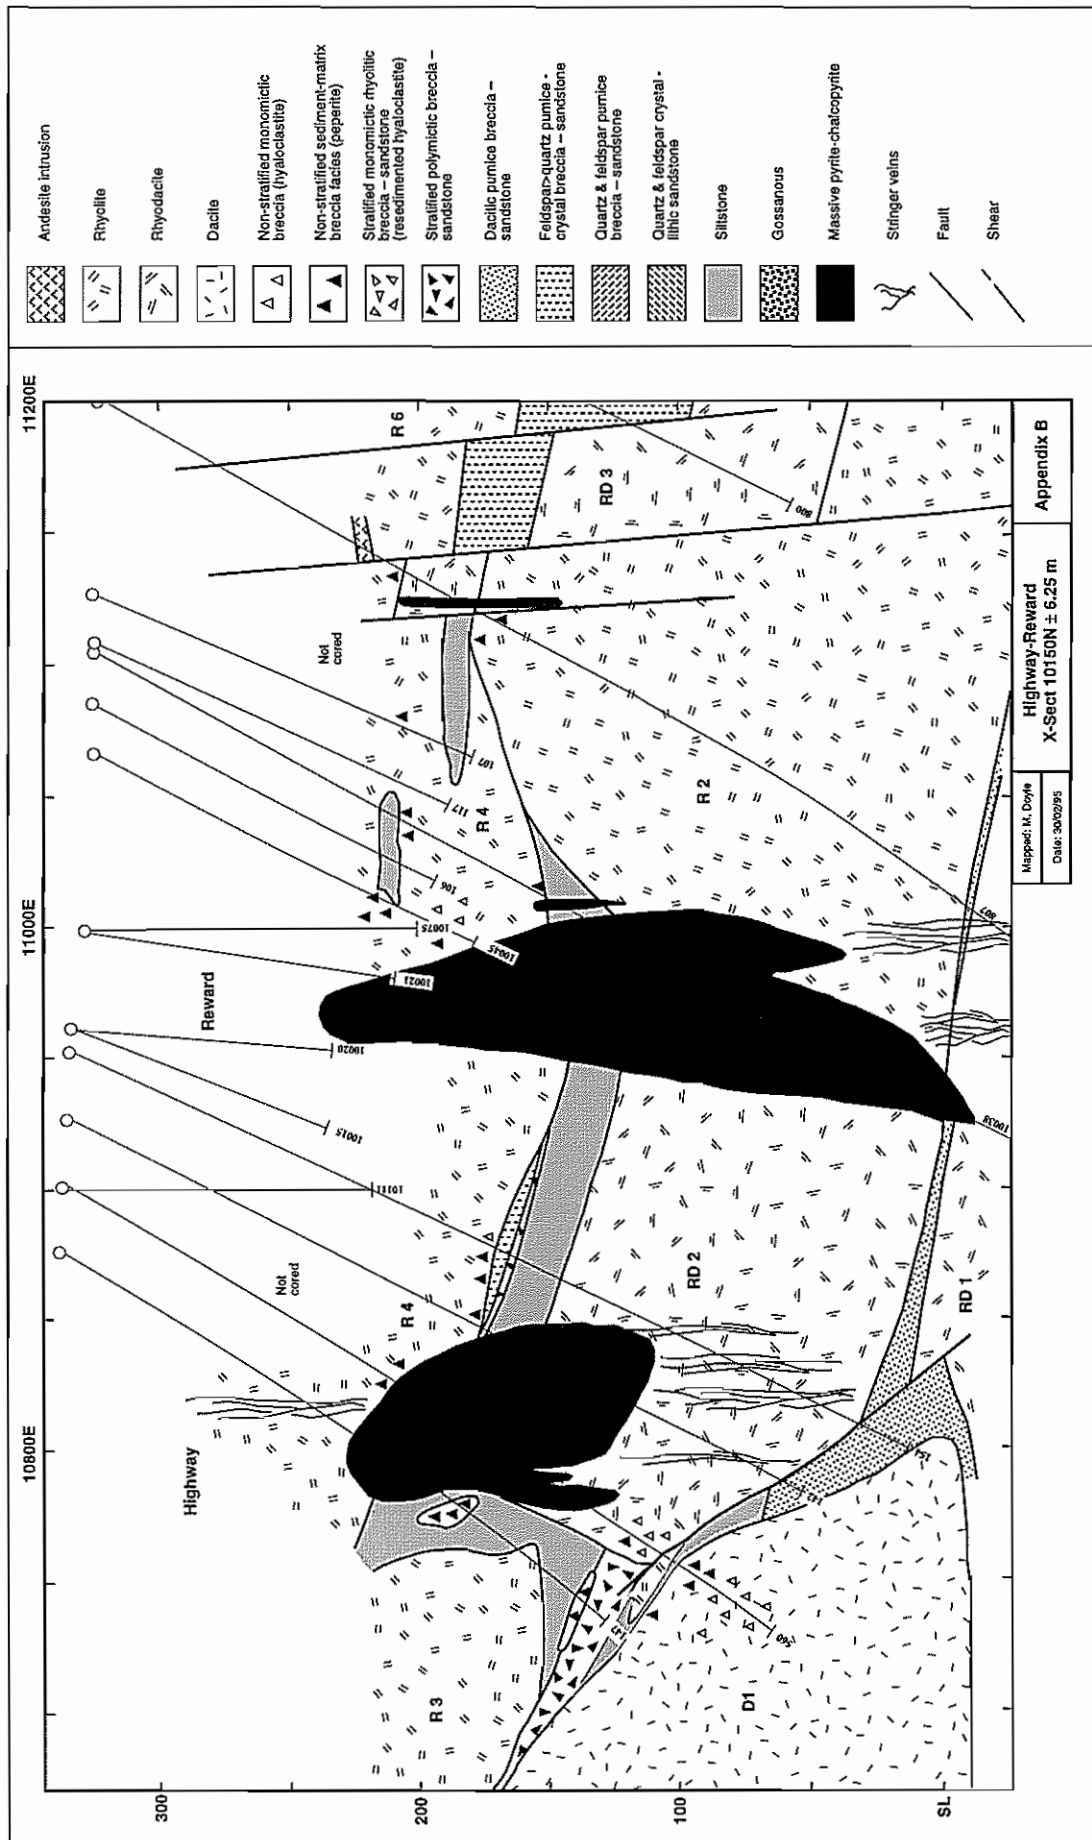 Andesite intrusion
Rhyolite
Rhyodacite
Dacite
Non-stratified monomictic
breccia (hyaloclastite)
Non-stratified sediment-matrix
breccia facies (peperite)
Stratified monomictic rhyolitic
breccia – sandstone
(resedimented hyaloclastite)
Stratified polymictic breccia –
sandstone
Dacitic pumice breccia –
sandstone
Feldspar>quartz pumice -
crystal breccia – sandstone
Quartz & feldspar pumice
breccia – sandstone
Quartz & feldspar crystal -
lithic sandstone
Siltstone
Gossanous
Massive pyrite-chalcopyrite
Stringer veins
Fault
Shear
10800E
11000E
11200E
Highway
Reward
Not
cored
Not
cored
300
200
100
SL
R 3
R 4
R 4
R 6
R 2
RD 3
RD 2
RD 1
D1
10111
10015
10020
10021
10075
10045
106
117
107
800
807
10038
154
142
147
Mapped: M. Doyle
Date: 30/02/95
Highway-Reward
X-Sect 10150N ± 6.25 m
Appendix B